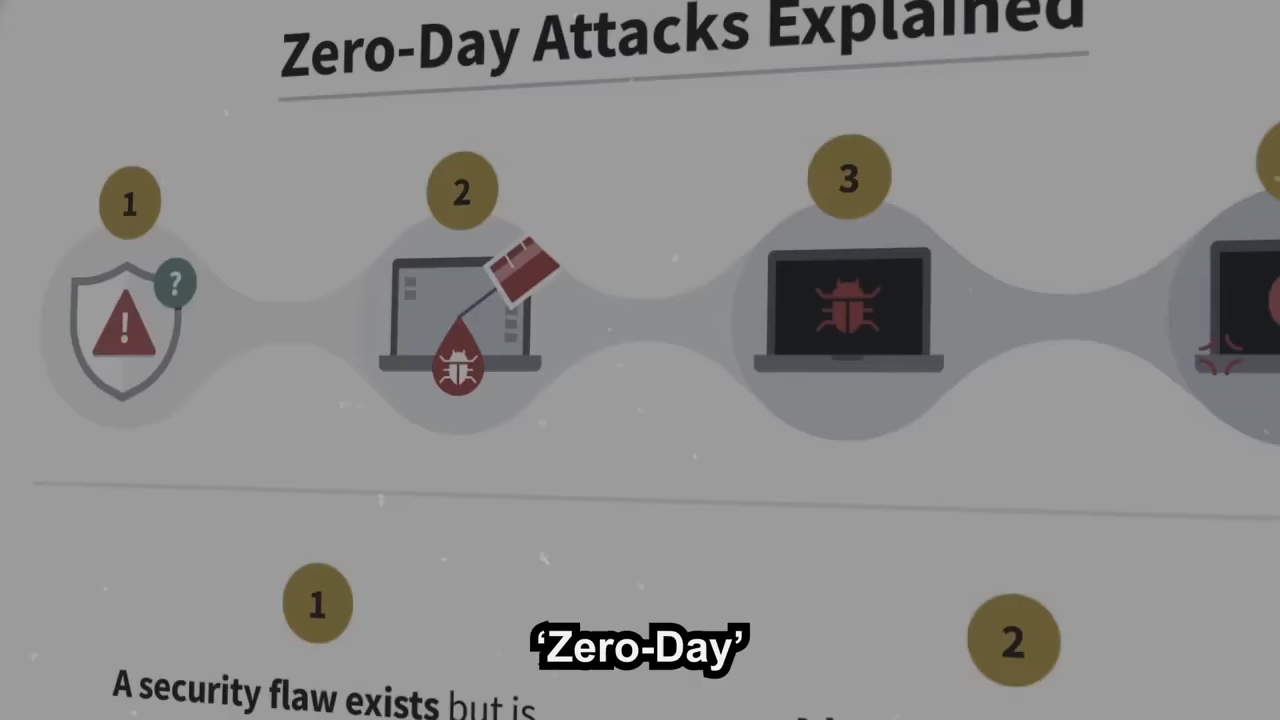 Zero-Day Attacks Explained
1
2
3
?
!
1
2
A security flaw exists but is
‘Zero-Day’